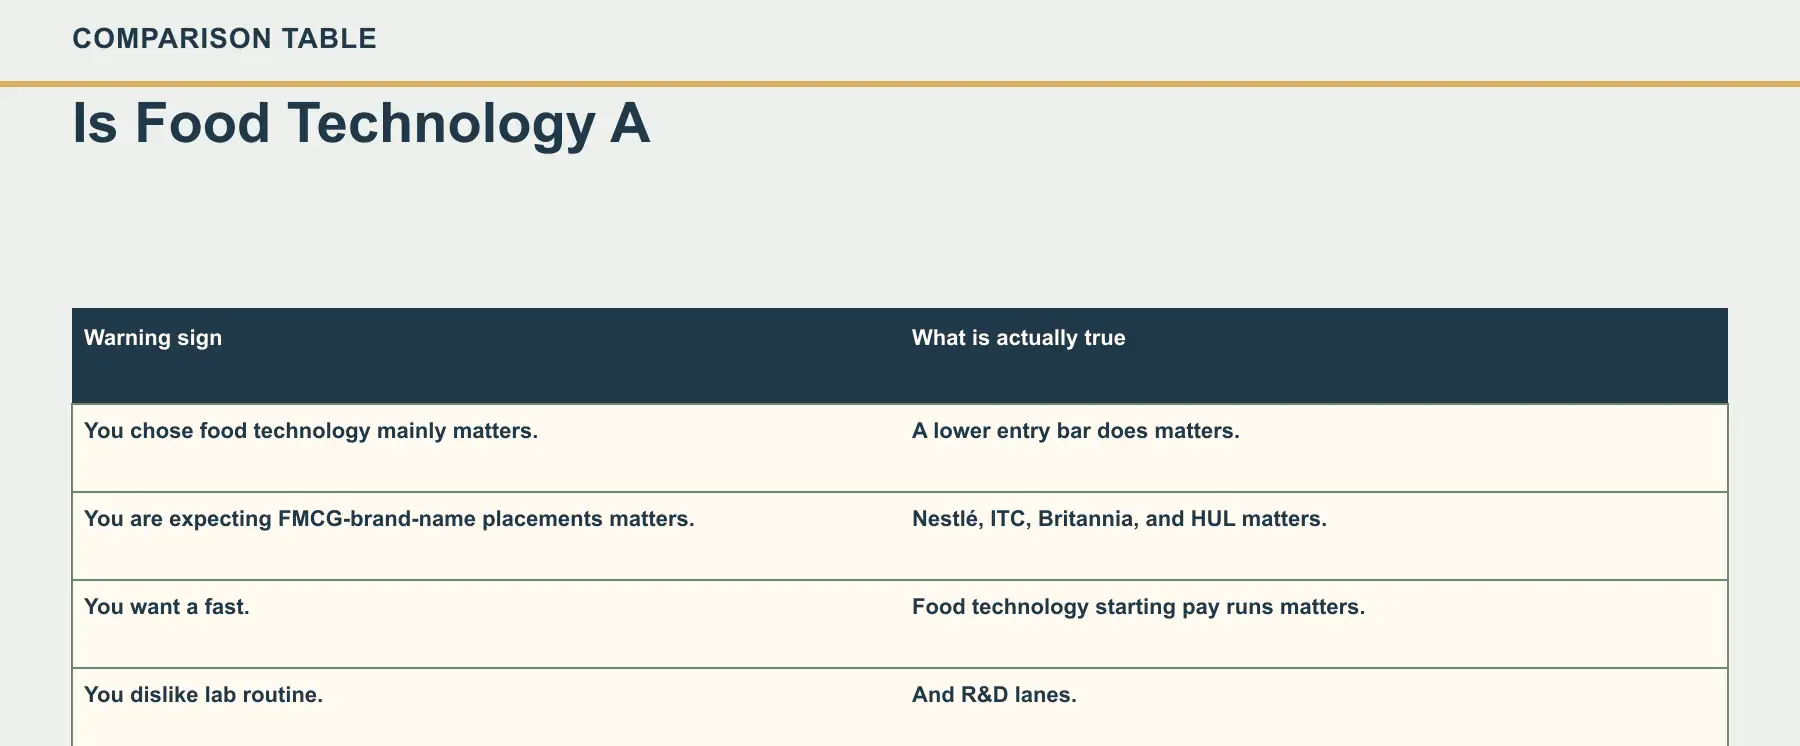 COMPARISON TABLE
Is Food Technology A
Warning sign
What is actually true
You chose food technology mainly matters.
A lower entry bar does matters.
You are expecting FMCG-brand-name placements matters.
Nestlé, ITC, Britannia, and HUL matters.
You want a fast.
Food technology starting pay runs matters.
You dislike lab routine.
And R&D lanes.